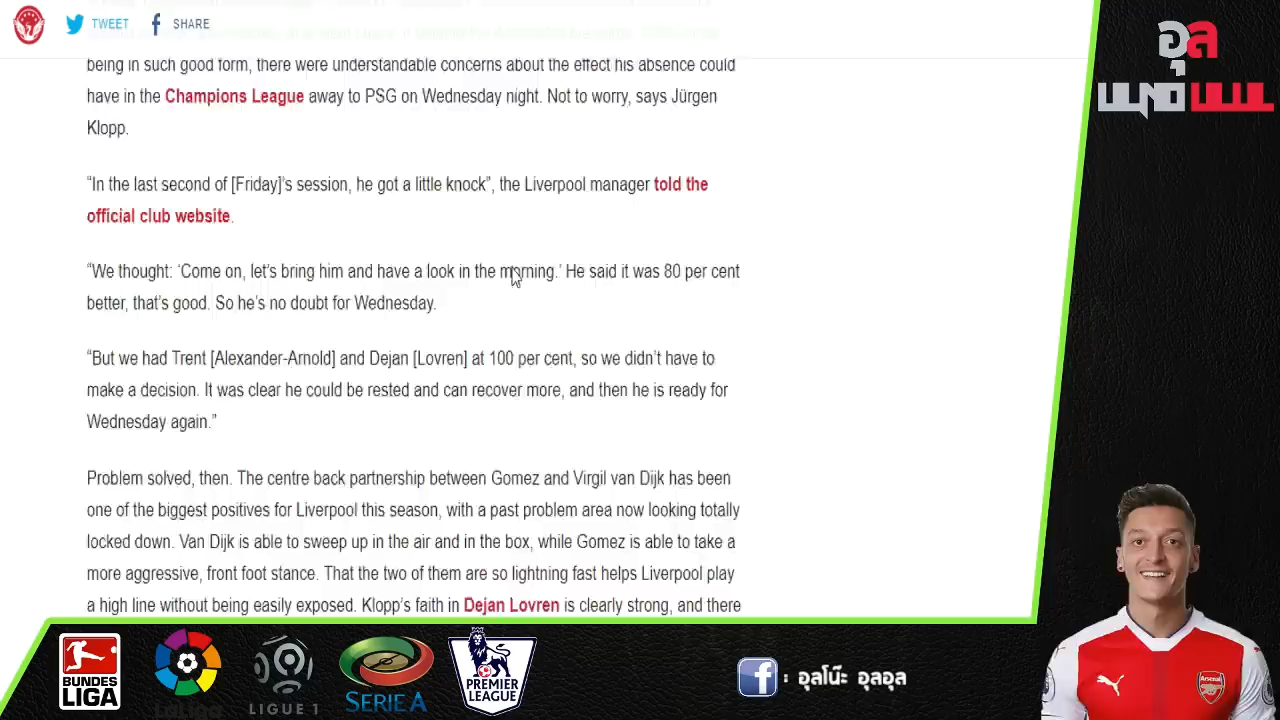 TWEET
SHARE
being in such good form, there were understandable concerns about the effect his absence could
have in the Champions League away to PSG on Wednesday night. Not to worry, says Jürgen
Klopp.
“In the last second of [Friday]’s session, he got a little knock”, the Liverpool manager told the
official club website.
“We thought: ‘Come on, let’s bring him and have a look in the morning.’ He said it was 80 per cent
better, that’s good. So he’s no doubt for Wednesday.
“But we had Trent [Alexander-Arnold] and Dejan [Lovren] at 100 per cent, so we didn’t have to
make a decision. It was clear he could be rested and can recover more, and then he is ready for
Wednesday again.”
Problem solved, then. The centre back partnership between Gomez and Virgil van Dijk has been
one of the biggest positives for Liverpool this season, with a past problem area now looking totally
locked down. Van Dijk is able to sweep up in the air and in the box, while Gomez is able to take a
more aggressive, front foot stance. That the two of them are so lightning fast helps Liverpool play
a high line without being easily exposed. Klopp’s faith in Dejan Lovren is clearly strong, and there
อุล
BUNDES
LIGA
LaLiga
LIGUE 1
SERIE A
PREMIER
LEAGUE
: อุลโน๊ะ อุลอุล
Arsenal